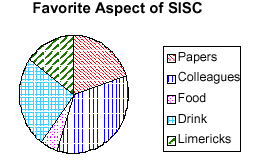 Favorite Aspect of SISC
Papers
Colleagues
Food
Drink
Limericks